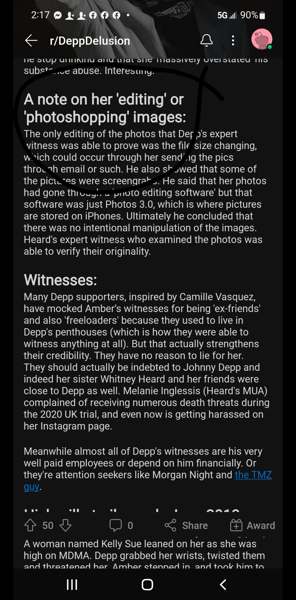 2:17
5G 90%
r/DeppDelusion
he stop drinking and that she massively overstated his
substance abuse. Interesting.
A note on her 'editing' or
'photoshopping' images:
The only editing of the photos that Depp's expert
witness was able to prove was the file size changing,
which could occur through her sending the pics
through email or such. He also showed that some of
the pictures were screengrabs. He said that her photos
had gone through a 'photo editing software' but that
software was just Photos 3.0, which is where pictures
are stored on iPhones. Ultimately he concluded that
there was no intentional manipulation of the images.
Heard's expert witness who examined the photos was
able to verify their originality.
Witnesses:
Many Depp supporters, inspired by Camille Vasquez,
have mocked Amber's witnesses for being 'ex-friends'
and also 'freeloaders' because they used to live in
Depp's penthouses (which is how they were able to
witness anything at all). But that actually strengthens
their credibility. They have no reason to lie for her.
They should actually be indebted to Johnny Depp and
indeed her sister Whitney Heard and her friends were
close to Depp as well. Melanie Inglessis (Heard's MUA)
complained of receiving numerous death threats during
the 2020 UK trial, and even now is getting harassed on
her Instagram page.
Meanwhile almost all of Depp's witnesses are his very
well paid employees or depend on him financially. Or
they're attention seekers like Morgan Night and the TMZ
guy.
50
0
Share
Award
A woman named Kelly Sue leaned on her as she was
high on MDMA. Depp grabbed her wrists, twisted them
and threatened her. Amber stepped in, and took him to